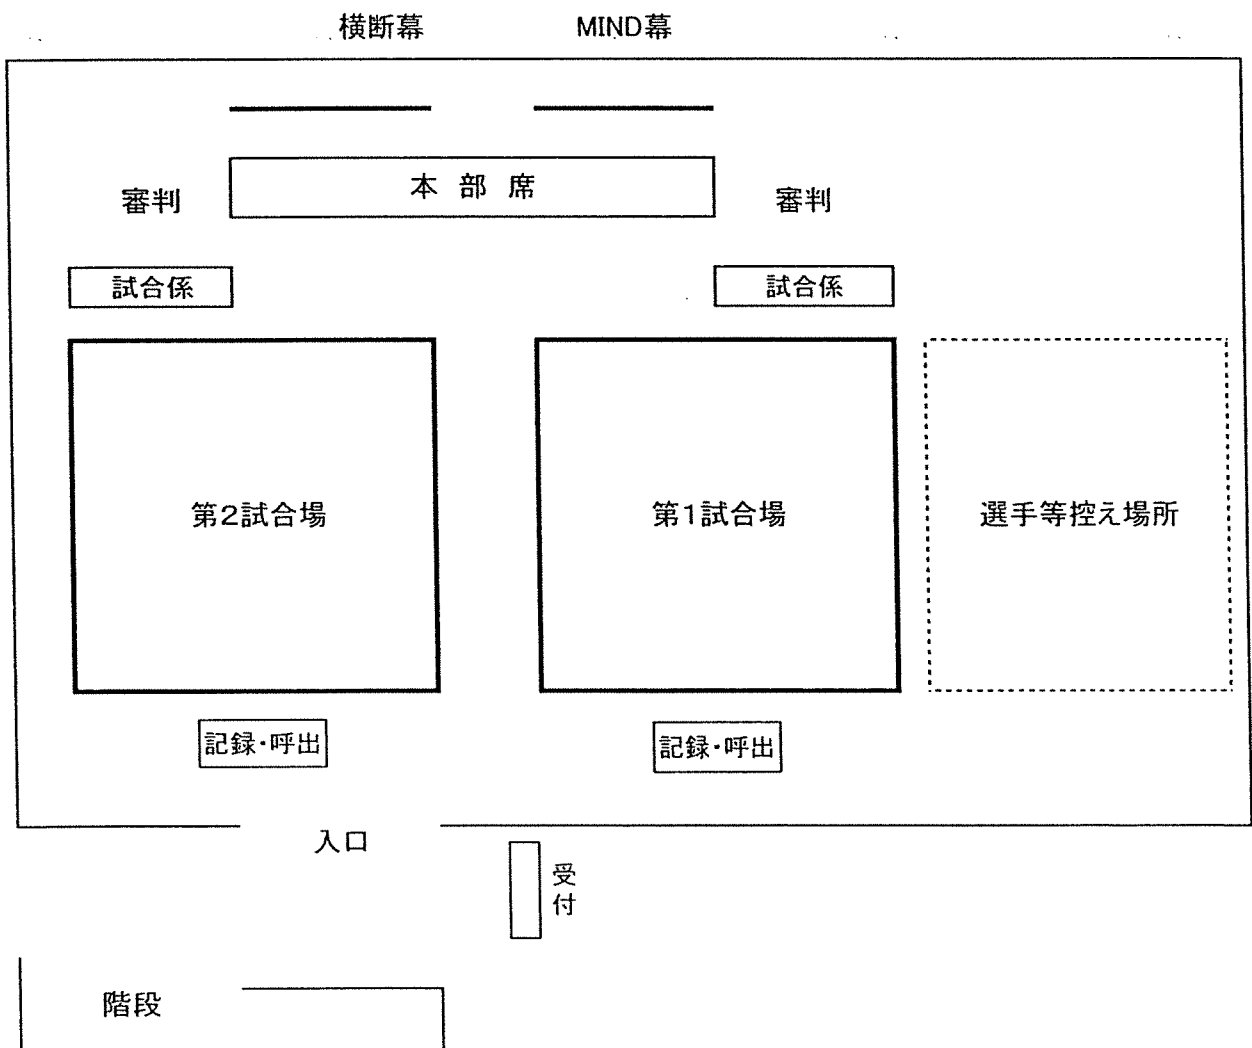 横断幕
MIND幕
本部席
審判
審判
試合係
試合係
第2試合場
第1試合場
選手等控え場所
記録・呼出
記録・呼出
入口
受付
階段